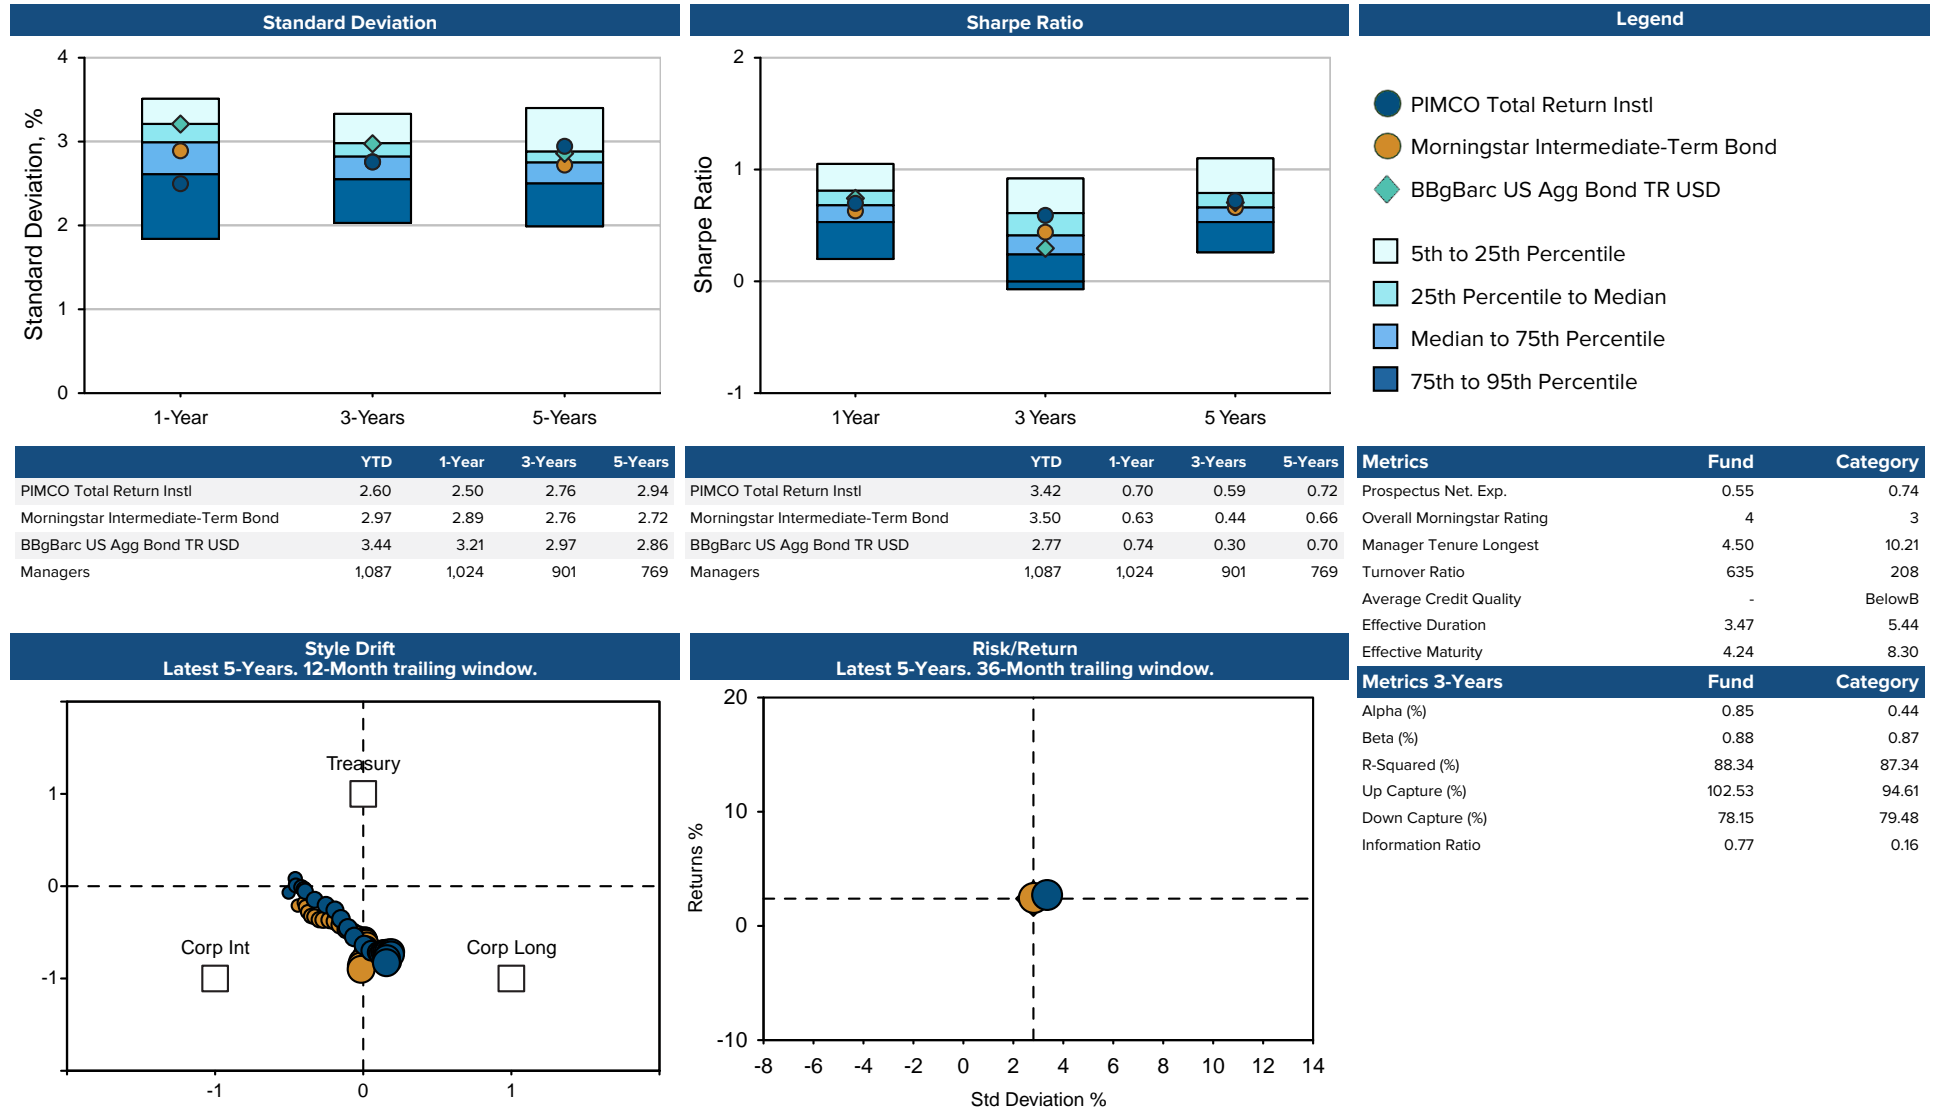 Standard Deviation
4
3
2
1
0
Standard Deviation, %
1-Year 3-Years 5-Years
Sharpe Ratio
2
1
0
-1
Sharpe Ratio
1Year 3 Years 5 Years
Legend
PIMCO Total Return Instl
Morningstar Intermediate-Term Bond
BBgBarc US Agg Bond TR USD
5th to 25th Percentile
25th Percentile to Median
Median to 75th Percentile
75th to 95th Percentile
YTD 1-Year 3-Years 5-Years
PIMCO Total Return Instl 2.60 2.50 2.76 2.94
Morningstar Intermediate-Term Bond 2.97 2.89 2.76 2.72
BBgBarc US Agg Bond TR USD 3.44 3.21 2.97 2.86
Managers 1,087 1,024 901 769
YTD 1-Year 3-Years 5-Years
PIMCO Total Return Instl 3.42 0.70 0.59 0.72
Morningstar Intermediate-Term Bond 3.50 0.63 0.44 0.66
BBgBarc US Agg Bond TR USD 2.77 0.74 0.30 0.70
Managers 1,087 1,024 901 769
Metrics Fund Category
Prospectus Net. Exp. 0.55 0.74
Overall Morningstar Rating 4 3
Manager Tenure Longest 4.50 10.21
Turnover Ratio 635 208
Average Credit Quality - BelowB
Effective Duration 3.47 5.44
Effective Maturity 4.24 8.30
Metrics 3-Years Fund Category
Alpha (%) 0.85 0.44
Beta (%) 0.88 0.87
R-Squared (%) 88.34 87.34
Up Capture (%) 102.53 94.61
Down Capture (%) 78.15 79.48
Information Ratio 0.77 0.16
Style Drift
Latest 5-Years. 12-Month trailing window.
Treasury
1
0
Corp Int Corp Long
-1
-1 0 1
Risk/Return
Latest 5-Years. 36-Month trailing window.
20
10
0
-10
Returns %
-8 -6 -4 -2 0 2 4 6 8 10 12 14
Std Deviation %